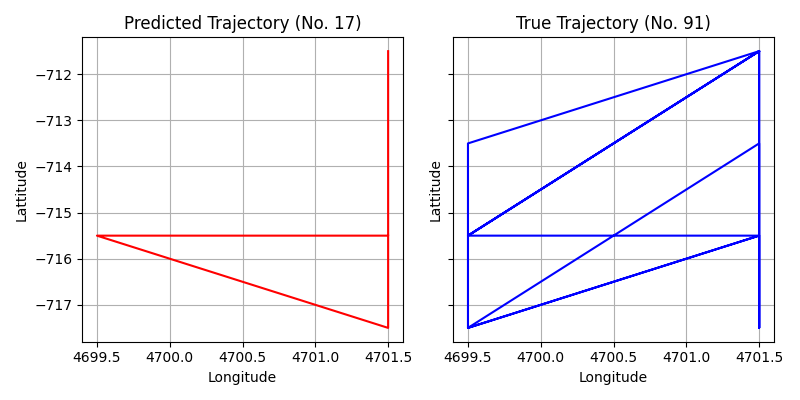 Predicted Trajectory (No. 17)
True Trajectory (No. 91)
Lattitude
−712
−713
−714
−715
−716
−717
4699.5 4700.0 4700.5 4701.0 4701.5
Longitude
Lattitude
4699.5 4700.0 4700.5 4701.0 4701.5
Longitude